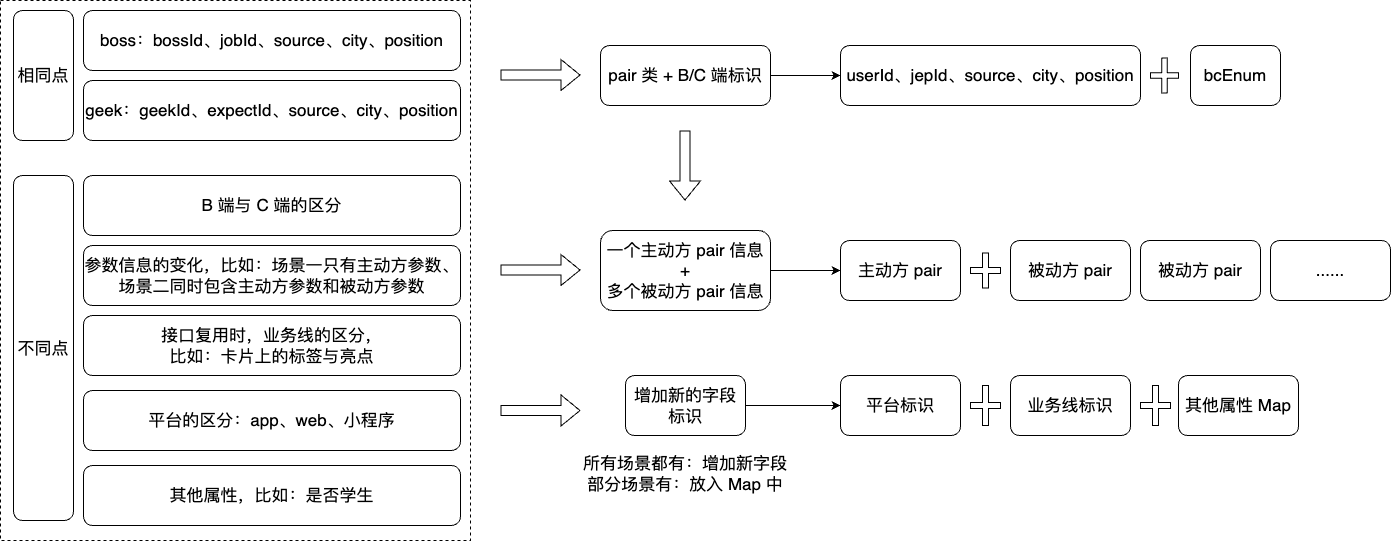 相同点
boss：bossId、jobId、source、city、position
geek：geekId、expectId、source、city、position
pair 类 + B/C 端标识
userId、jepId、source、city、position
bcEnum
不同点
B 端与 C 端的区分
参数信息的变化，比如：场景一只有主动方参数、
场景二同时包含主动方参数和被动方参数
接口复用时，业务线的区分，
比如：卡片上的标签与亮点
平台的区分：app、web、小程序
其他属性，比如：是否学生
一个主动方 pair 信息
+
多个被动方 pair 信息
主动方 pair
被动方 pair
被动方 pair
......
增加新的字段
标识
平台标识
业务线标识
其他属性 Map
所有场景都有：增加新字段
部分场景有：放入 Map 中